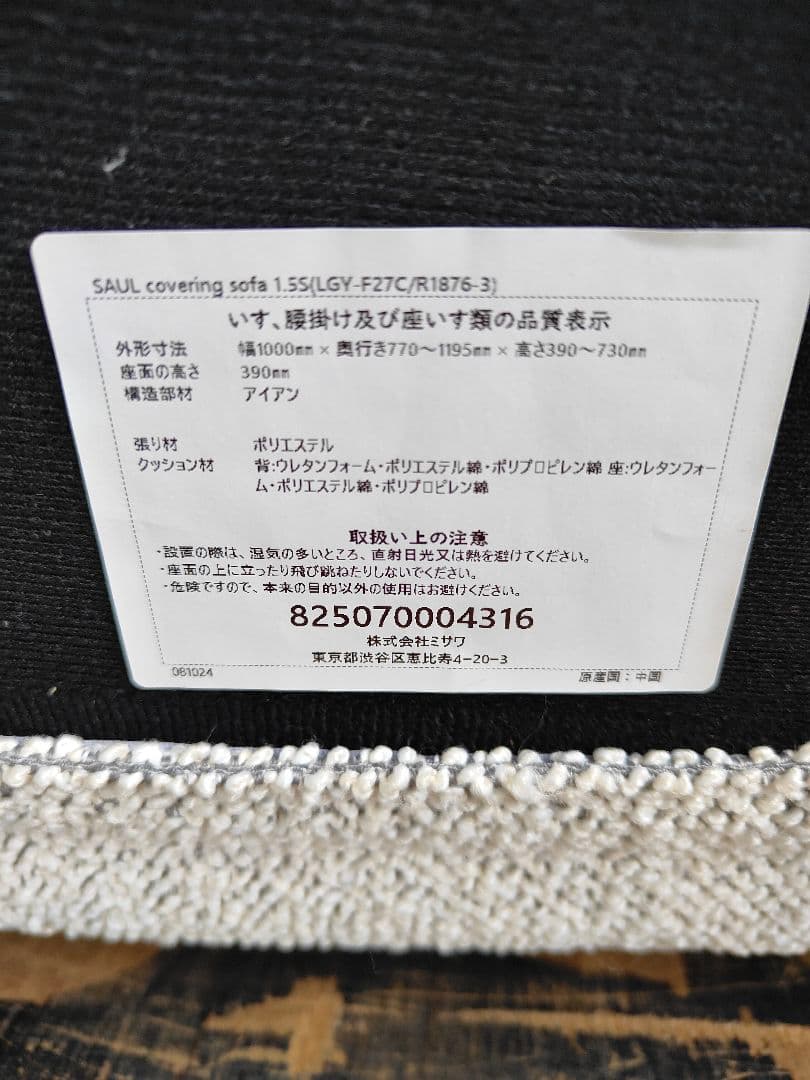 SAUL covering sofa 1.5S(LGY-F27C/R1876-3)
いす、腰掛け及び座いす類の品質表示
外形寸法 幅1000mm × 奥行き770～1195mm × 高さ390～730mm
座面の高さ 390mm
構造部材 アイアン
張り材 ポリエステル
クッション材 背:ウレタンフォーム・ポリエステル綿・ポリプロピレン綿 座:ウレタンフォー
ム・ポリエステル綿・ポリプロピレン綿
取扱い上の注意
・設置の際は、湿気の多いところ、直射日光又は熱を避けてください。
・座面の上に立ったり飛び跳ねたりしないでください。
・危険ですので、本来の目的以外の使用はお避けください。
825070004316
株式会社ミサワ
東京都渋谷区恵比寿4-20-3
081024 原産国：中国